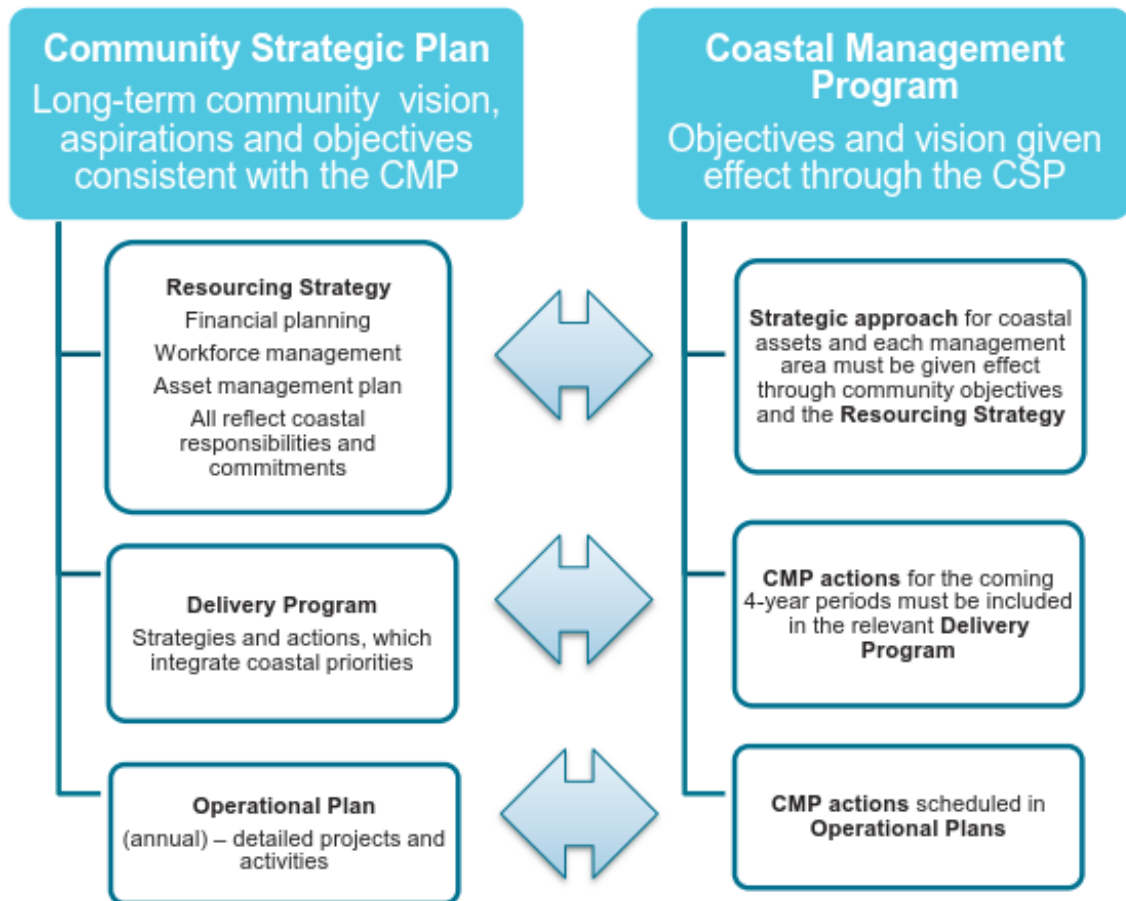 Community Strategic Plan
Long-term community vision,
aspirations and objectives
consistent with the CMP
Resourcing Strategy
Financial planning
Workforce management
Asset management plan
All reflect coastal
responsibilities and
commitments
Delivery Program
Strategies and actions, which
integrate coastal priorities
Operational Plan
(annual) – detailed projects and
activities
Coastal Management
Program
Objectives and vision given
effect through the CSP
Strategic approach for coastal
assets and each management
area must be given effect
through community objectives
and the Resourcing Strategy
CMP actions for the coming
4-year periods must be included
in the relevant Delivery
Program
CMP actions scheduled in
Operational Plans